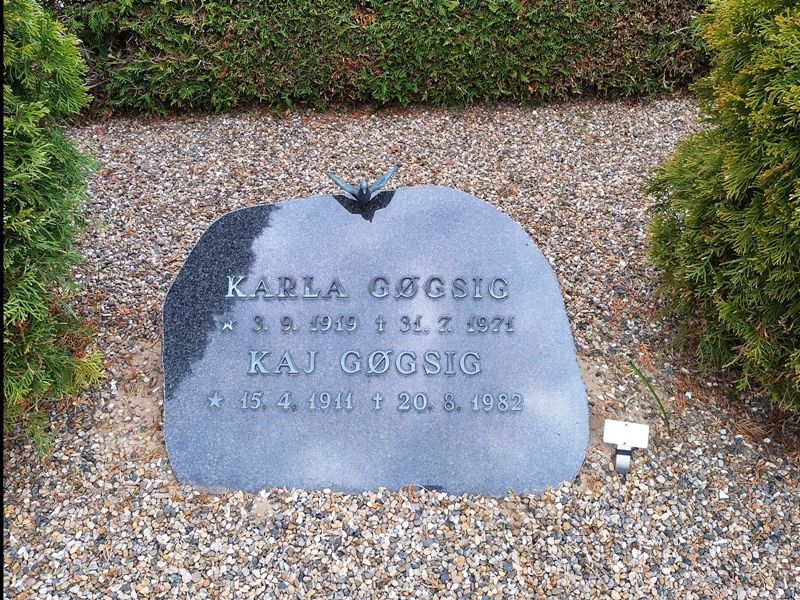 KARLA GØGSIG
★ 3. 9. 1919 ✝ 31. 7. 1971
KAJ GØGSIG
★ 15. 4. 1911 ✝ 20. 8. 1982